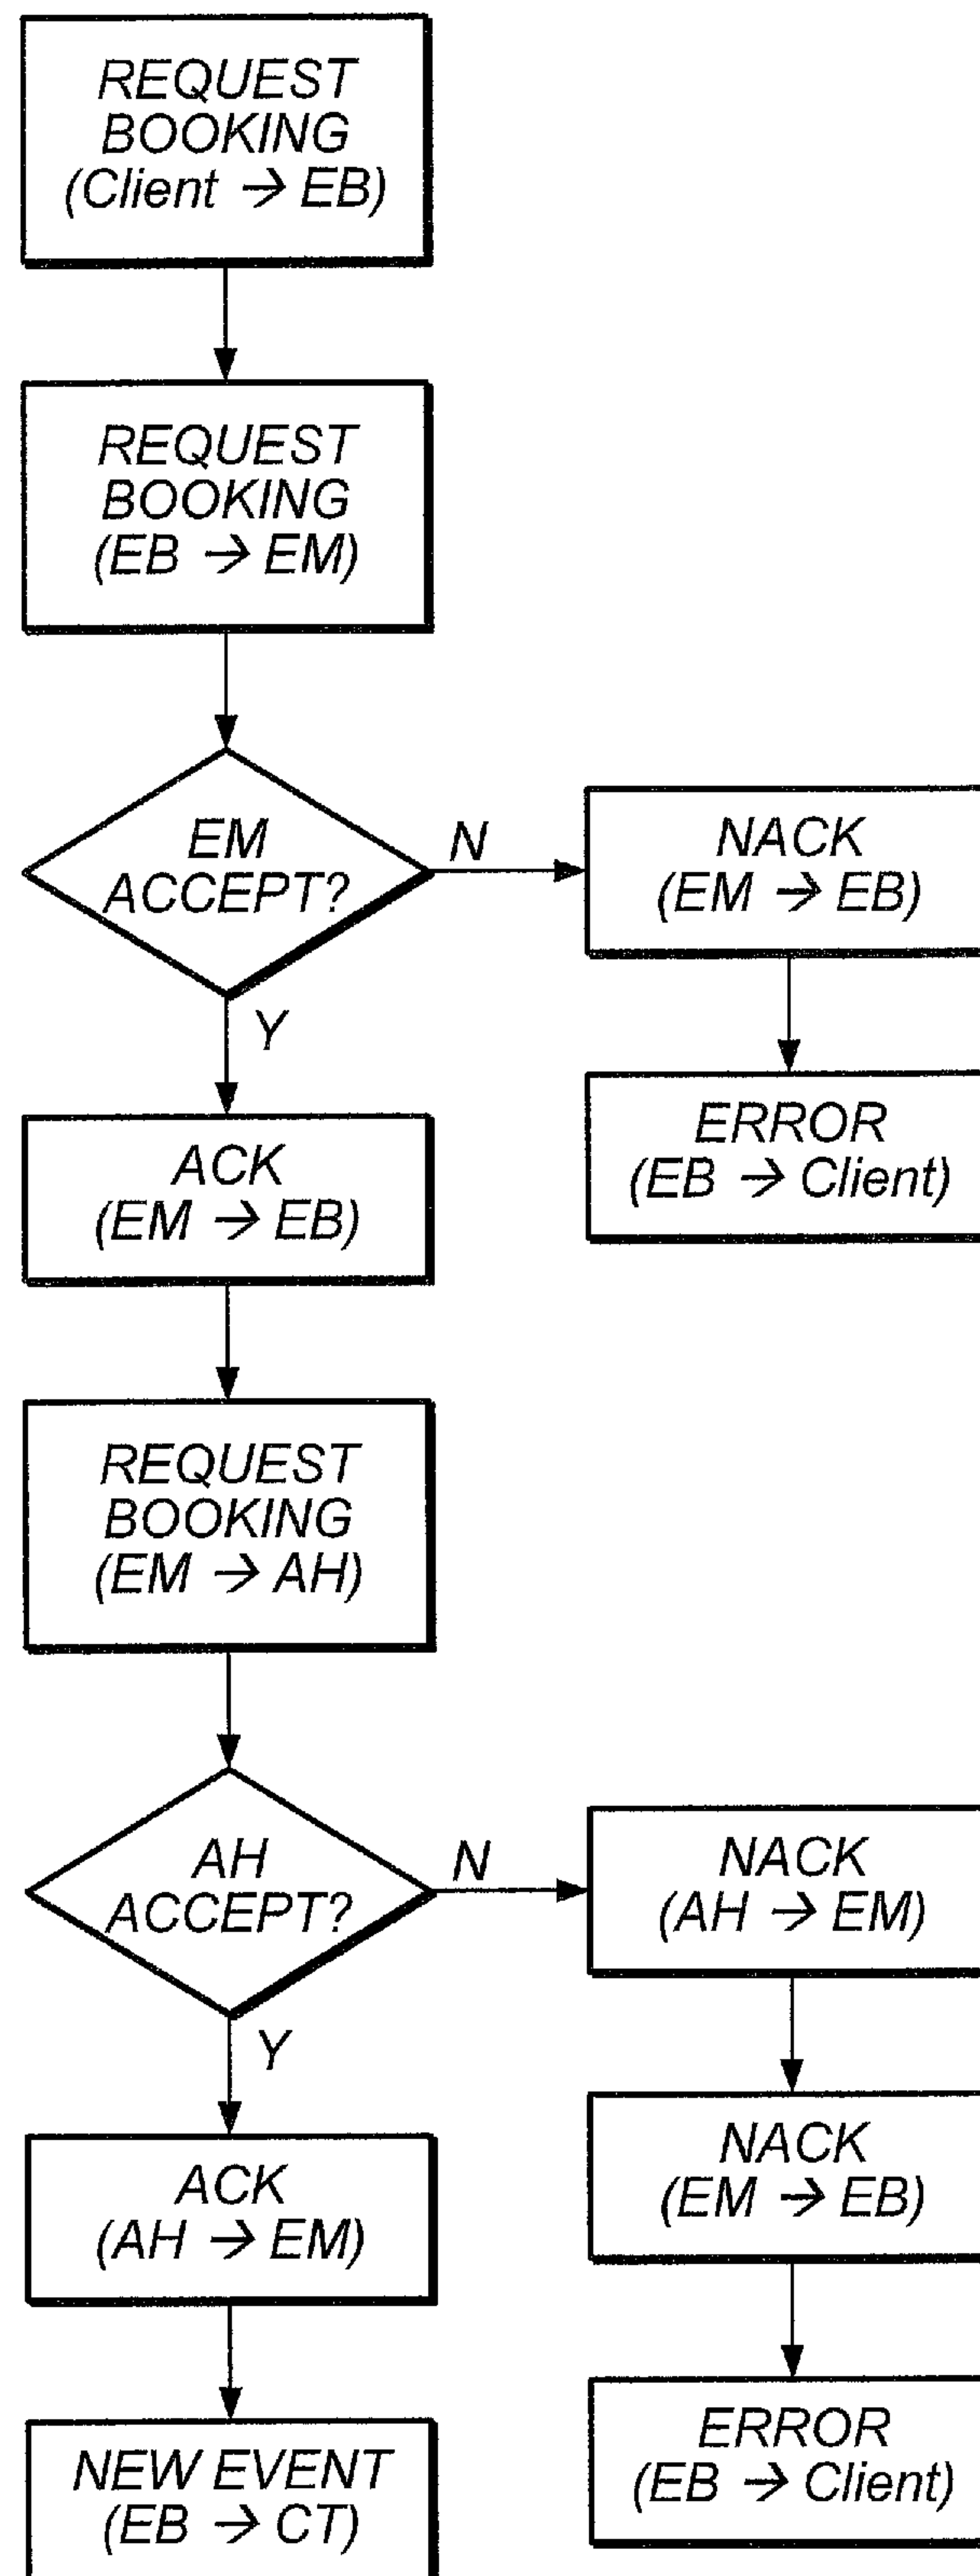 REQUEST
BOOKING
(Client → EB)
REQUEST
BOOKING
(EB → EM)
EM
ACCEPT?
N
NACK
(EM → EB)
Y
ERROR
(EB → Client)
ACK
(EM → EB)
REQUEST
BOOKING
(EM → AH)
AH
ACCEPT?
N
NACK
(AH → EM)
Y
NACK
(EM → EB)
ACK
(AH → EM)
ERROR
(EB → Client)
NEW EVENT
(EB → CT)